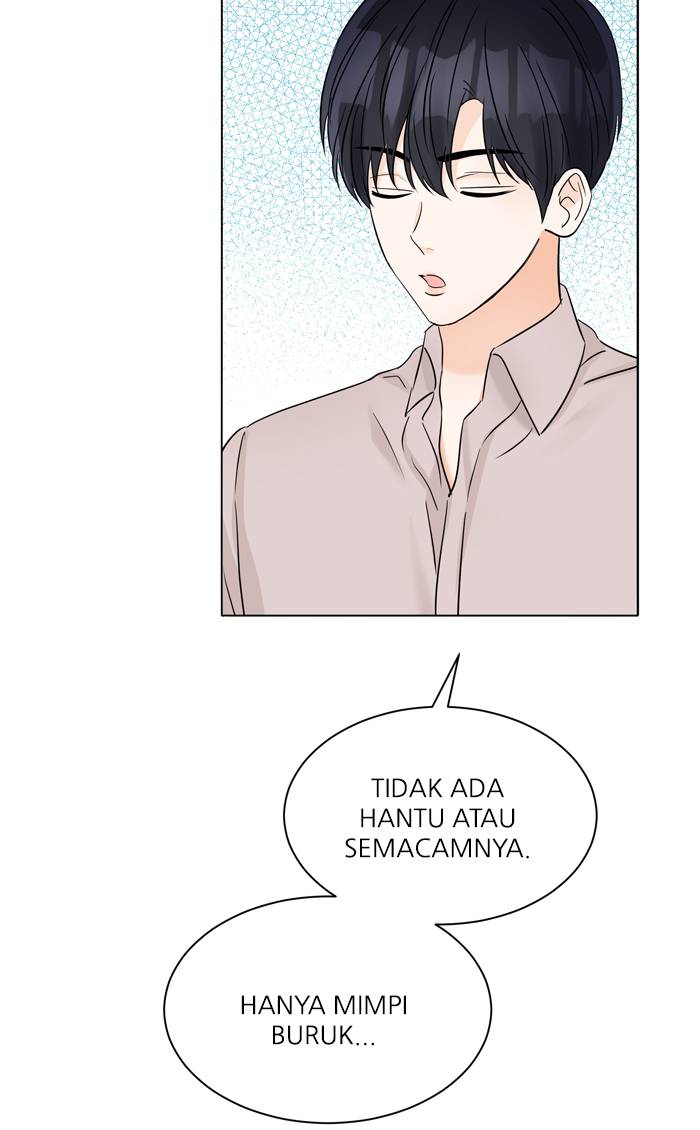 TIDAK ADA
HANTU ATAU
SEMACAMNYA.
HANYA MIMPI
BURUK...